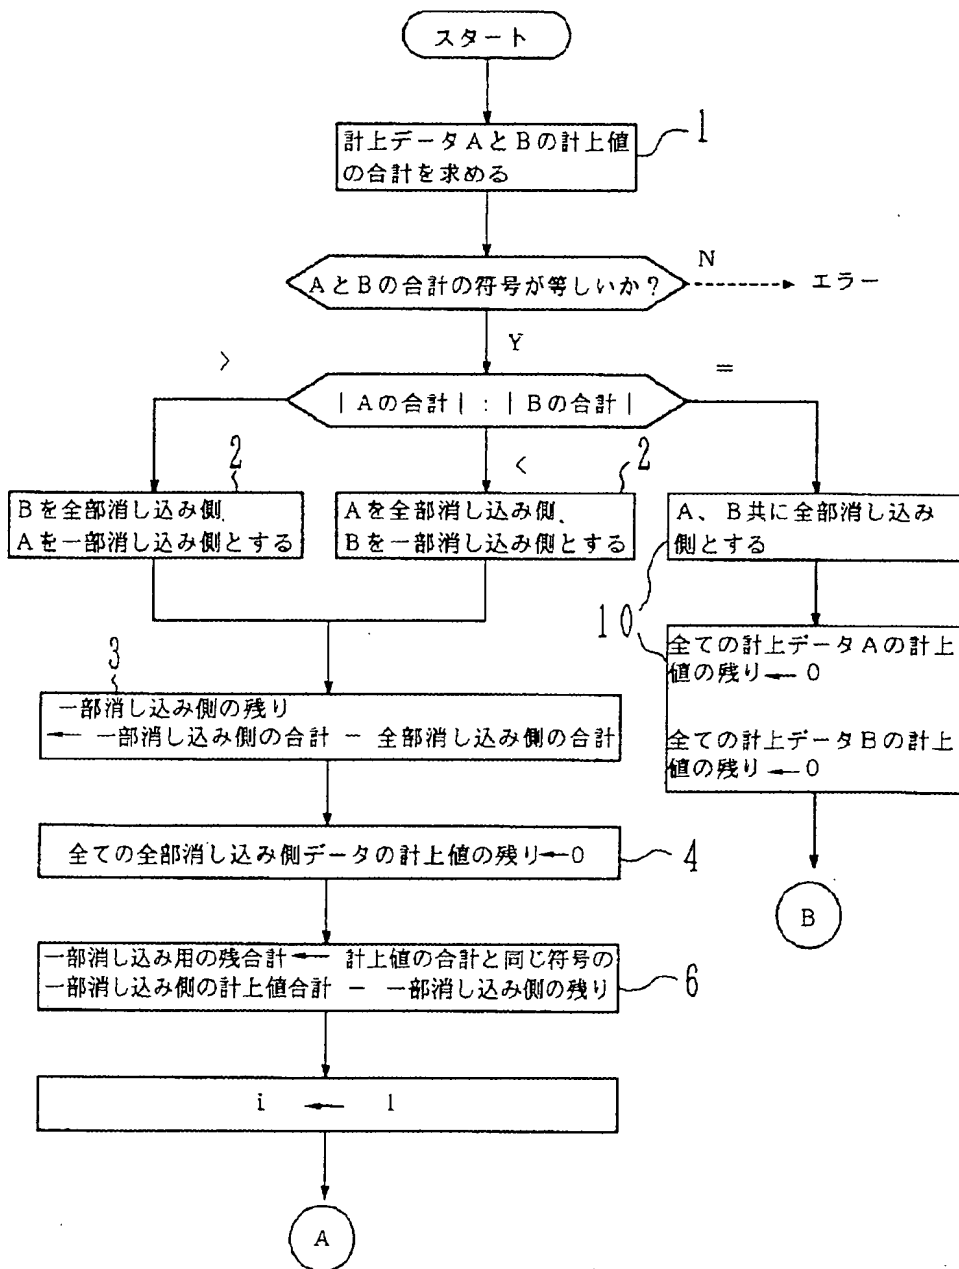 スタート
計上データAとBの計上値
の合計を求める
1
AとBの合計の符号が等しいか?
N
エラー
Y
>
=
|Aの合計|:|Bの合計|
<
2
2
Bを全部消し込み側、
Aを一部消し込み側とする
Aを全部消し込み側、
Bを一部消し込み側とする
A、B共に全部消し込み
側とする
10
全ての計上データAの計上
値の残り←0
全ての計上データBの計上
値の残り←0
3
一部消し込み側の残り
← 一部消し込み側の合計 − 全部消し込み側の合計
全ての全部消し込み側データの計上値の残り←0
4
B
一部消し込み用の残合計← 計上値の合計と同じ符号の
一部消し込み側の計上値合計 − 一部消し込み側の残り
6
i ← 1
A